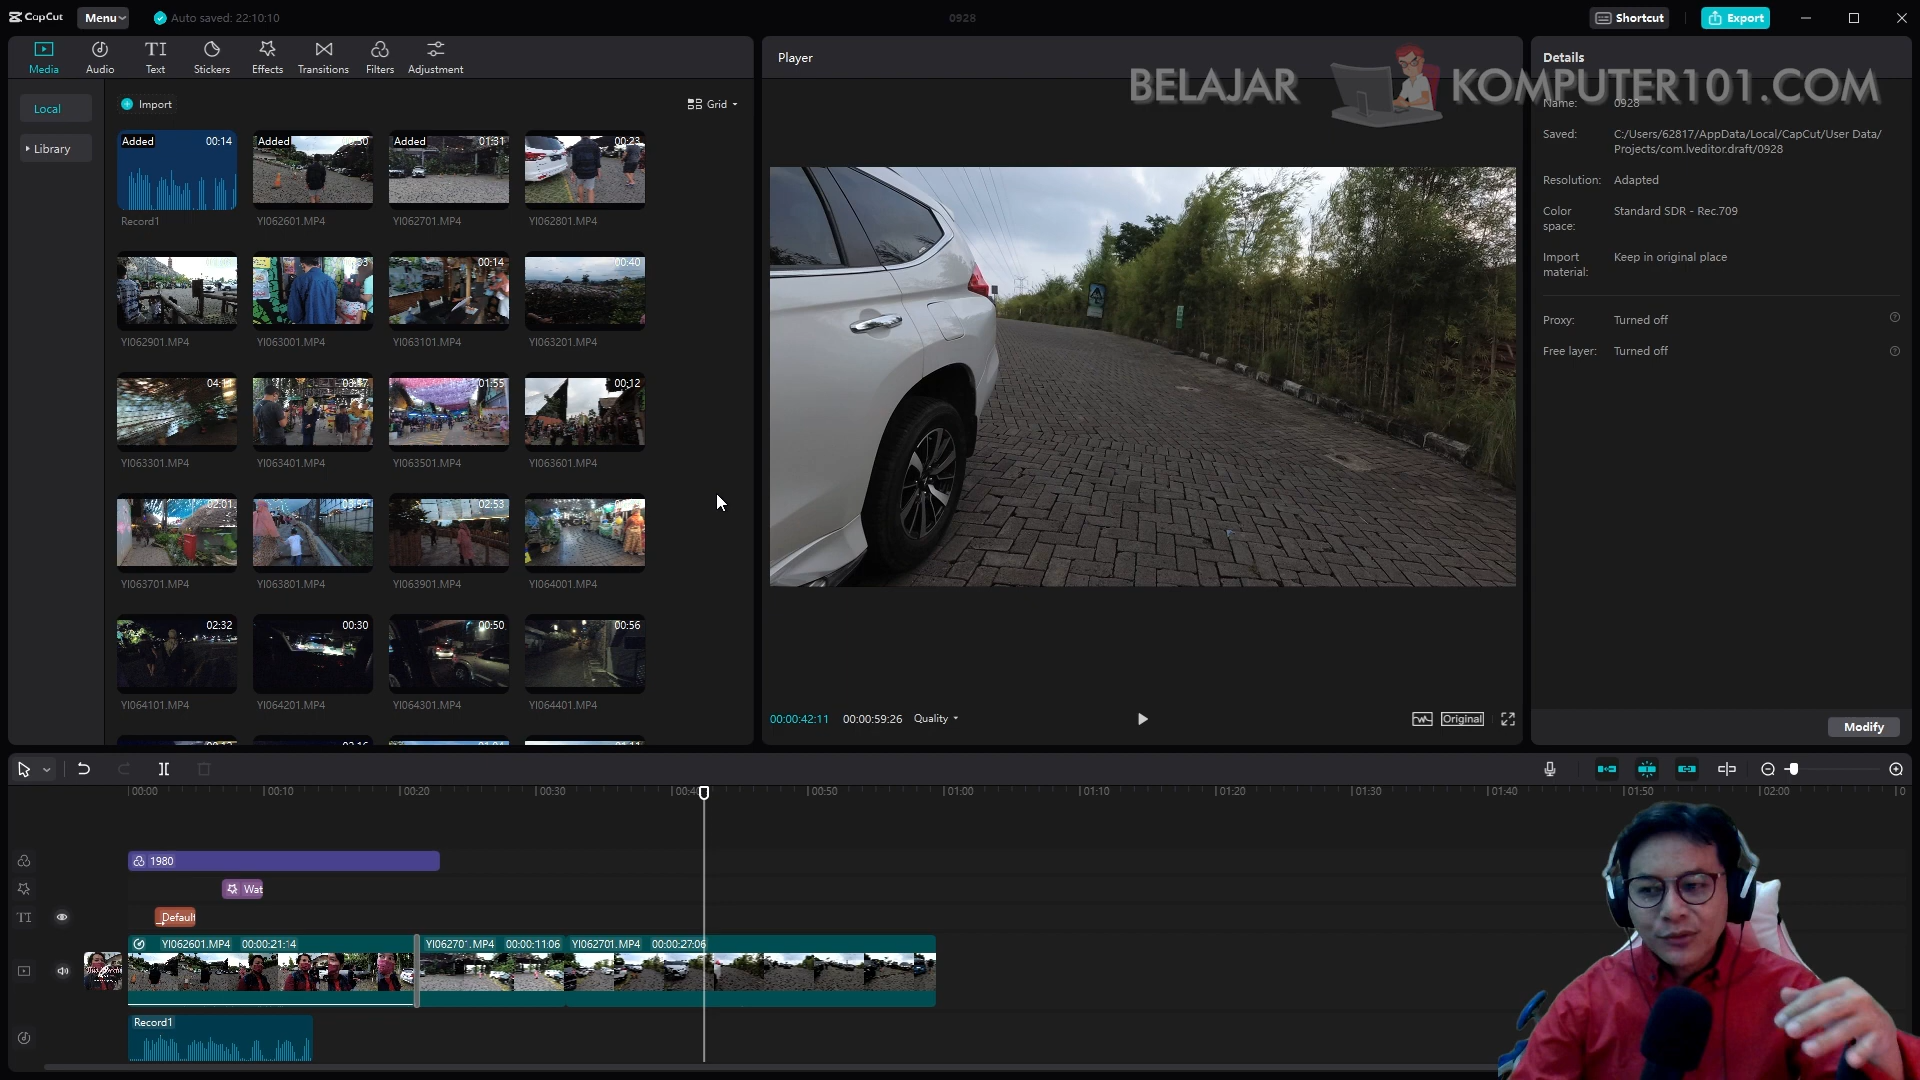 CapCut
Menu
Auto saved: 22:10:10
0928
Shortcut
Export
Media
Audio
Text
Stickers
Effects
Transitions
Filters
Adjustment
Player
Details
BELAJAR KOMPUTER101.COM
Local
Library
Import
Grid
Added 00:14
Added
Added 01:31
00:23
Record1
YI062601.MP4
YI062701.MP4
YI062801.MP4
00:14
00:40
YI062901.MP4
YI063001.MP4
YI063101.MP4
YI063201.MP4
01:55
00:12
YI063301.MP4
YI063401.MP4
YI063501.MP4
YI063601.MP4
02:01
02:53
YI063701.MP4
YI063801.MP4
YI063901.MP4
YI064001.MP4
02:32
00:30
00:50
00:56
YI064101.MP4
YI064201.MP4
YI064301.MP4
YI064401.MP4
00:00:42:11
00:00:59:26
Quality
Original
Name: 0928
Saved: C:/Users/62817/AppData/Local/CapCut/User Data/
Projects/com.lveditor.draft/0928
Resolution: Adapted
Color space: Standard SDR - Rec.709
Import material: Keep in original place
Proxy: Turned off
Free layer: Turned off
Modify
00:00
00:10
00:20
00:30
00:40
00:50
01:00
01:10
01:20
01:30
01:40
01:50
02:00
1980
Wat
Default
YI062601.MP4 00:00:21:14
YI062701.MP4 00:00:11:06
YI062701.MP4 00:00:27:06
Record1